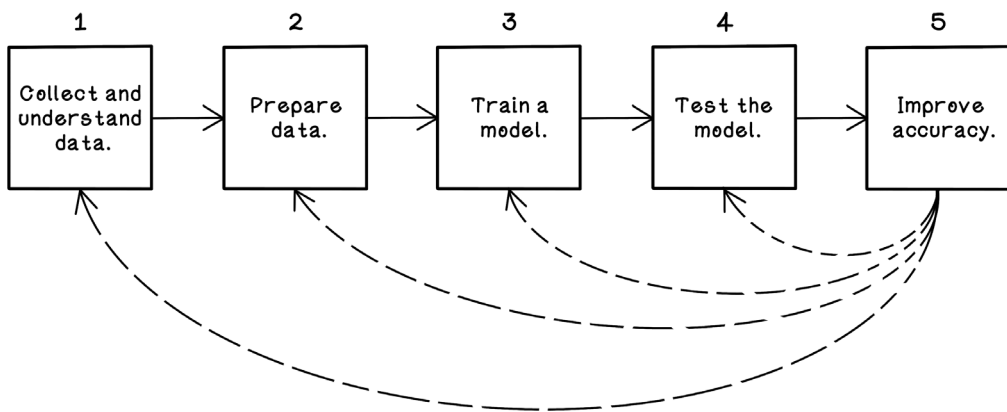 1
2
3
4
5
Collect and
understand
data.
Prepare
data.
Train a
model.
Test the
model.
Improve
accuracy.